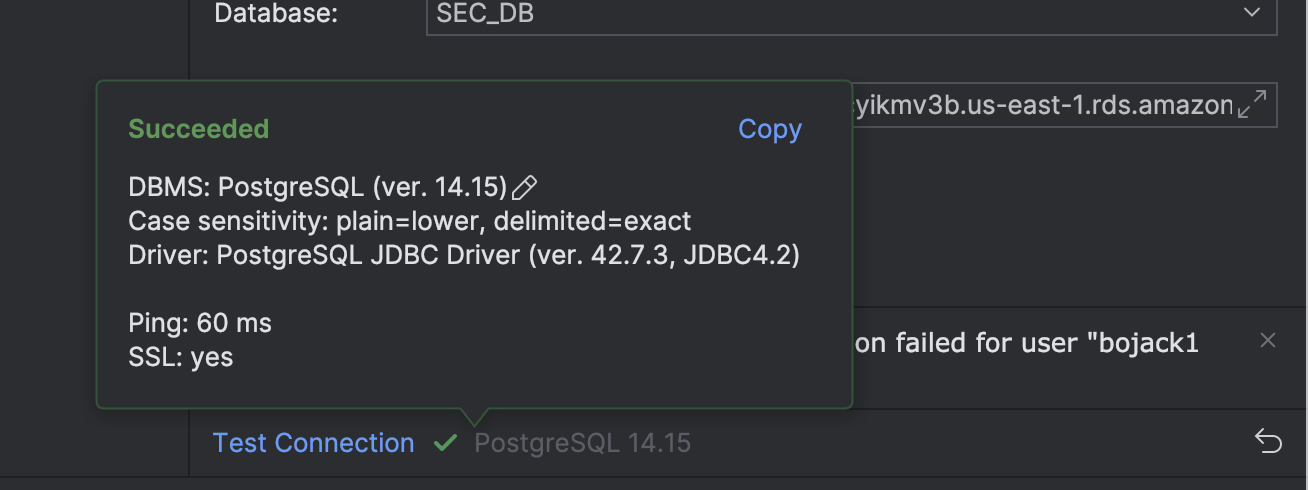 Database:
SEC_DB
yikmv3b.us-east-1.rds.amazon
Succeeded
Copy
DBMS: PostgreSQL (ver. 14.15)
Case sensitivity: plain=lower, delimited=exact
Driver: PostgreSQL JDBC Driver (ver. 42.7.3, JDBC4.2)
Ping: 60 ms
SSL: yes
on failed for user "bojack1
Test Connection
PostgreSQL 14.15